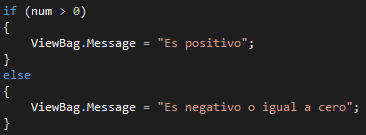 if (num > 0)
{
    ViewBag.Message = "Es positivo";
}
else
{
    ViewBag.Message = "Es negativo o igual a cero";
}